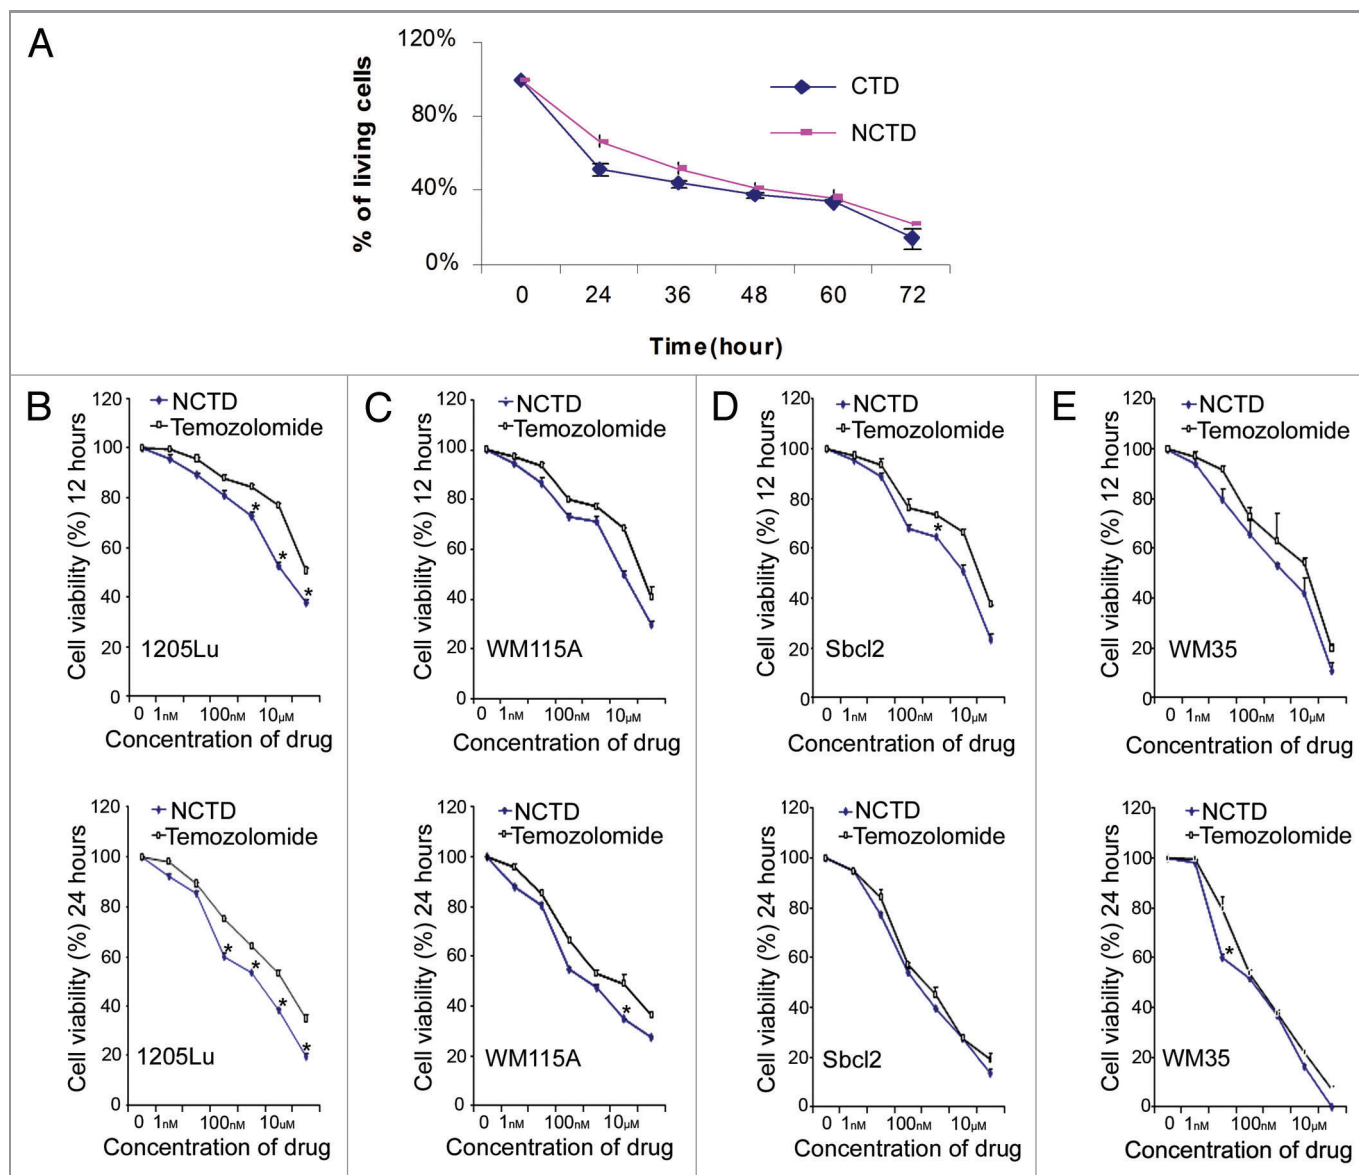 A
120%
80%
40%
0%
% of living cells
CTD
NCTD
0 24 36 48 60 72
Time(hour)
B
NCTD
Temozolomide
120
100
80
60
40
20
0
Cell viability (%) 12 hours
1205Lu
0 1nM 100nM 10µM
Concentration of drug
C
NCTD
Temozolomide
120
100
80
60
40
20
0
Cell viability (%) 12 hours
WM115A
0 1nM 100nM 10µM
Concentration of drug
D
NCTD
Temozolomide
120
100
80
60
40
20
0
Cell viability (%) 12 hours
Sbcl2
0 1nM 100nM 10µM
Concentration of drug
E
NCTD
Temozolomide
120
100
80
60
40
20
0
Cell viability (%) 12 hours
WM35
0 1nM 100nM 10µM
Concentration of drug
NCTD
Temozolomide
120
100
80
60
40
20
0
Cell viability (%) 24 hours
1205Lu
0 1nM 100nM 10uM
Concentration of drug
NCTD
Temozolomide
120
100
80
60
40
20
0
Cell viability (%) 24 hours
WM115A
0 1nM 100nM 10µM
Concentration of drug
NCTD
Temozolomide
120
100
80
60
40
20
0
Cell viability (%) 24 hours
Sbcl2
0 1nM 100nM 10µM
Concentration of drug
NCTD
Temozolomide
120
100
80
60
40
20
0
Cell viability (%) 24 hours
WM35
0 1nM 100nM 10µM
Concentration of drug